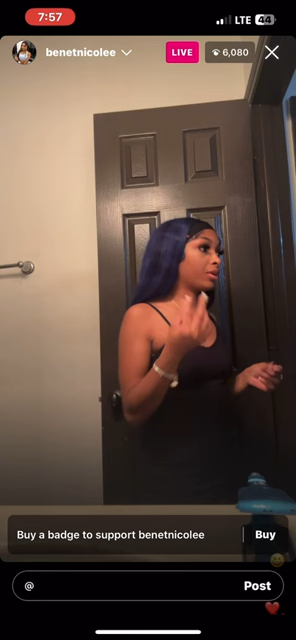 7:57
LTE 44
benetnicolee
LIVE
6,080
Buy a badge to support benetnicolee
Buy
@
Post